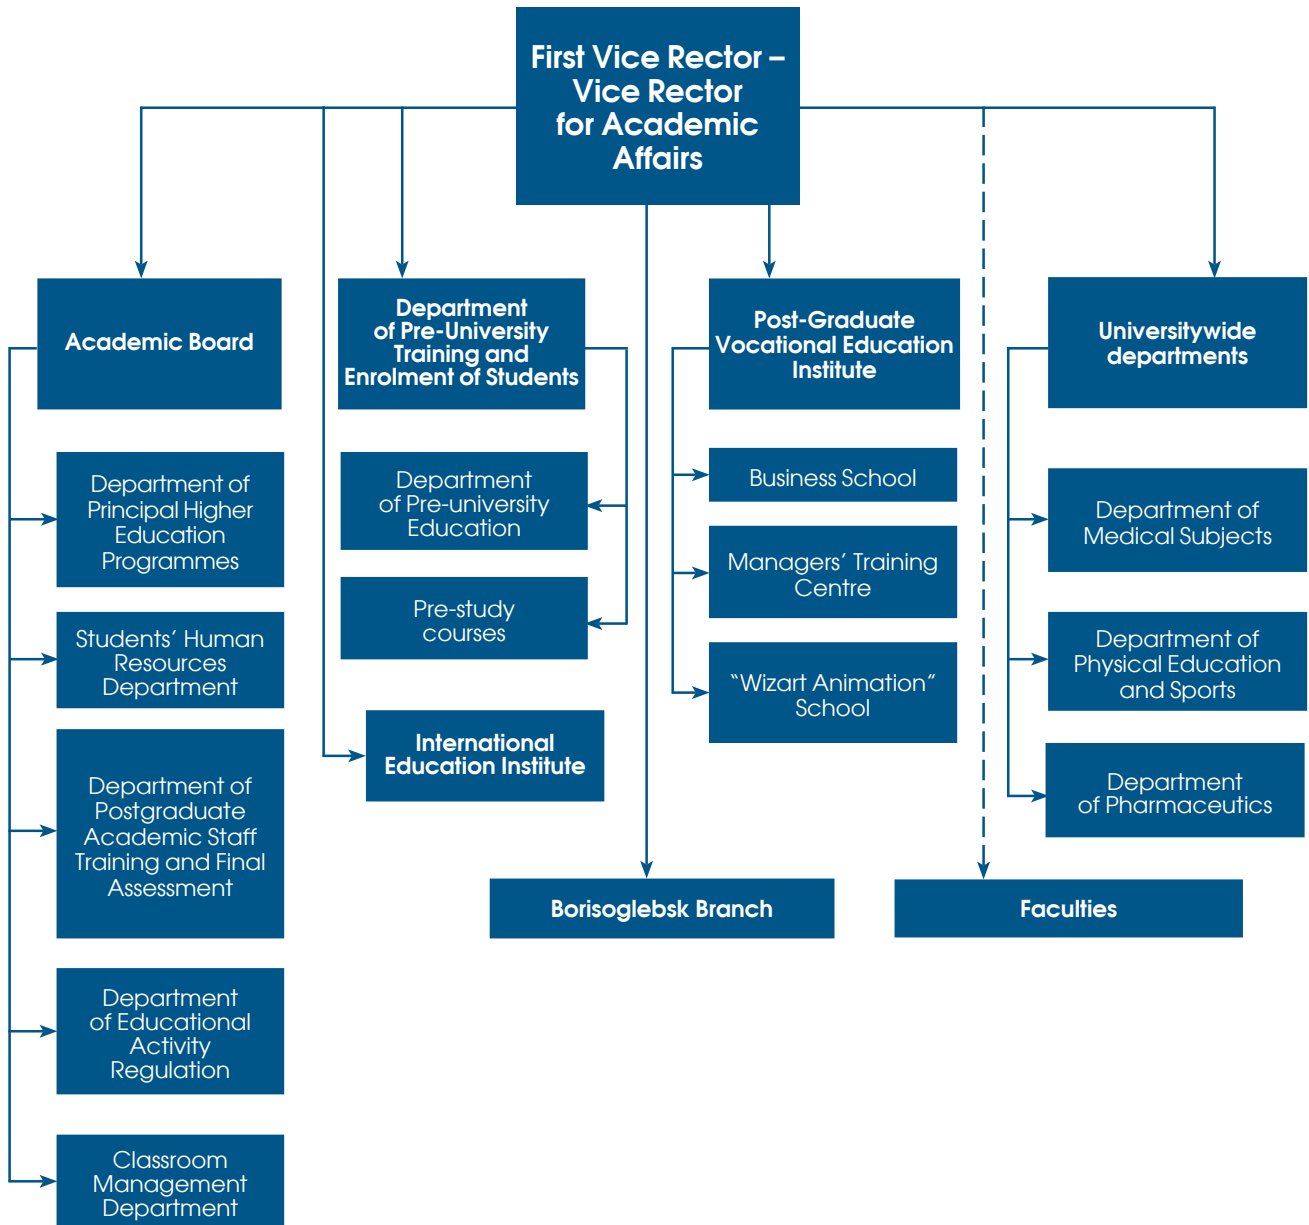 First Vice Rector –
Vice Rector
for Academic
Affairs
Academic Board
Department
of Pre-University
Training and
Enrolment of Students
Post-Graduate
Vocational Education
Institute
Universitywide
departments
Department of
Principal Higher
Education
Programmes
Students’ Human
Resources
Department
Department of
Postgraduate
Academic Staff
Training and Final
Assessment
Department
of Educational
Activity
Regulation
Classroom
Management
Department
Department
of Pre-university
Education
Pre-study
courses
International
Education Institute
Business School
Managers’ Training
Centre
“Wizart Animation”
School
Department of
Medical Subjects
Department of
Physical Education
and Sports
Department
of Pharmaceutics
Borisoglebsk Branch
Faculties